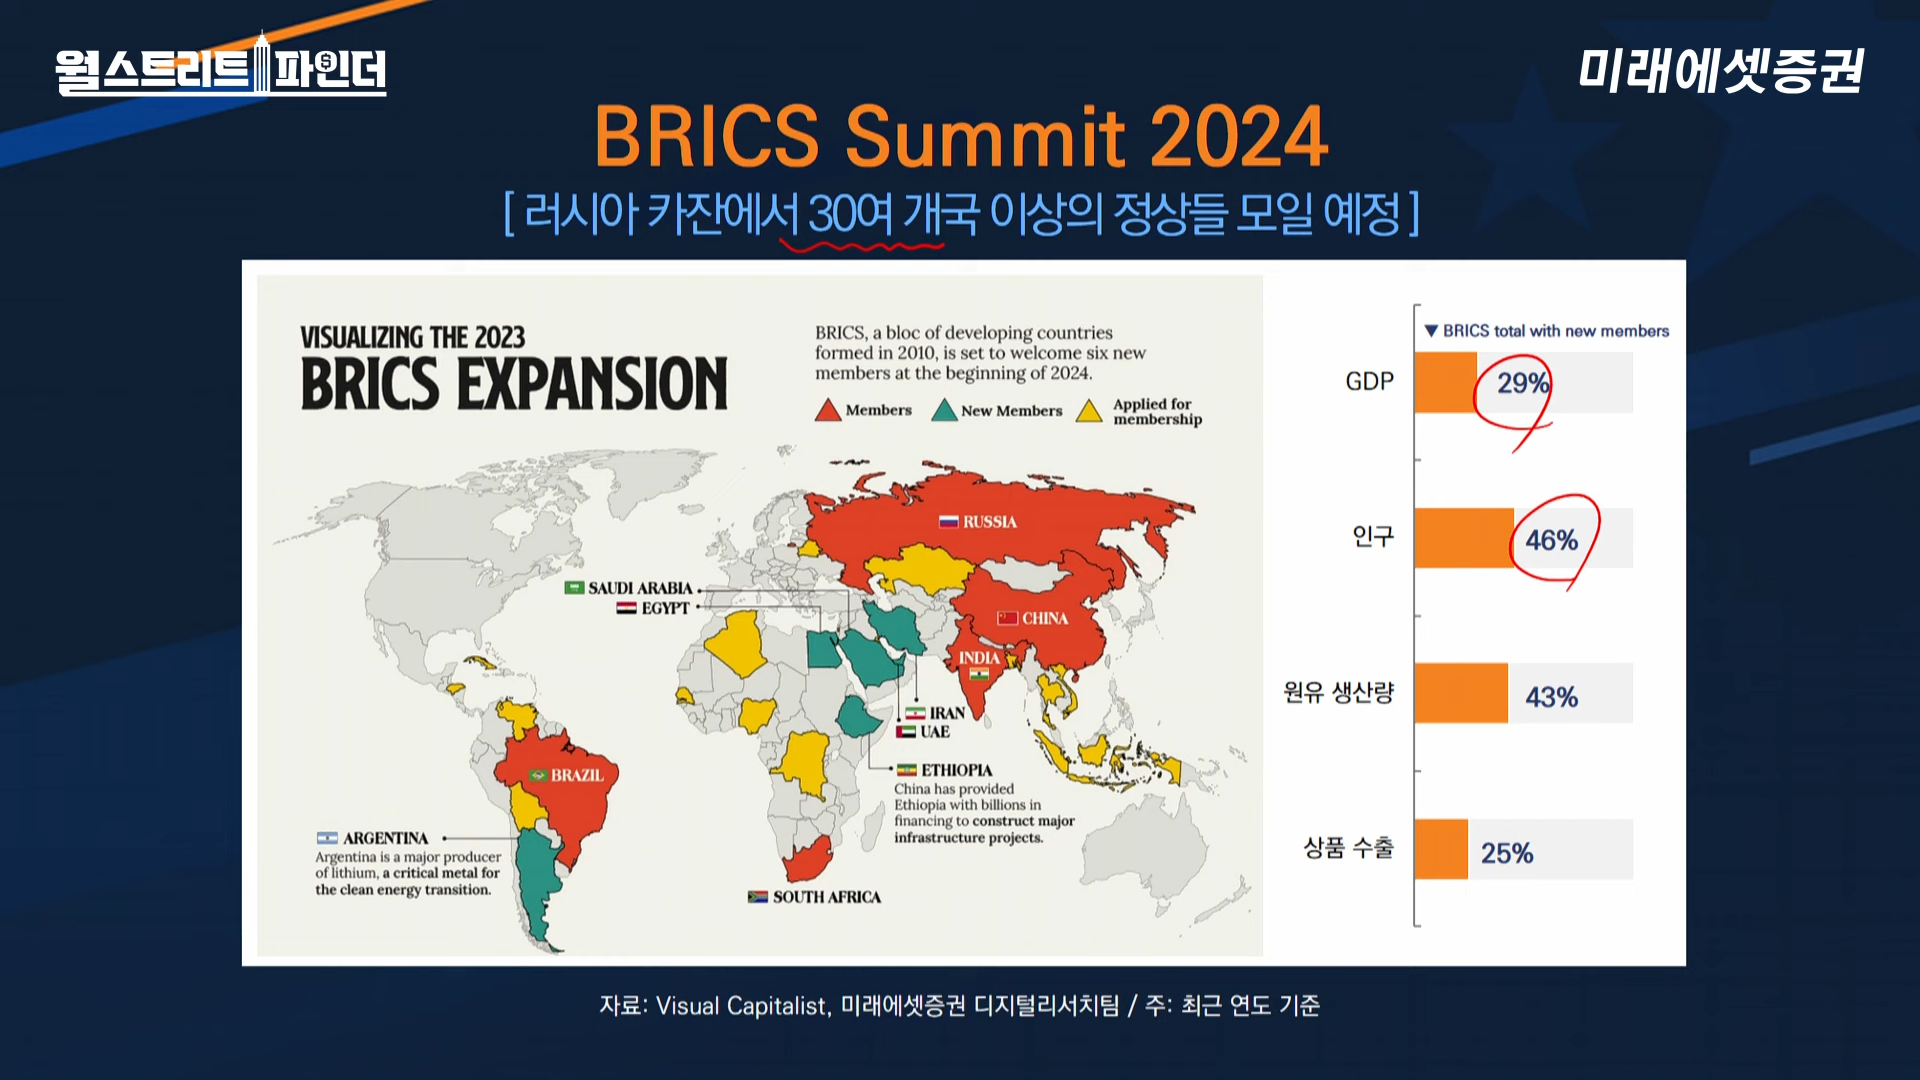 월스트리트파인더
미래에셋증권
BRICS Summit 2024
[ 러시아 카잔에서 30여 개국 이상의 정상들 모일 예정 ]
VISUALIZING THE 2023
BRICS EXPANSION
BRICS, a bloc of developing countries
formed in 2010, is set to welcome six new
members at the beginning of 2024.
Members
New Members
Applied for
membership
RUSSIA
SAUDI ARABIA
EGYPT
CHINA
INDIA
IRAN
UAE
BRAZIL
ETHIOPIA
China has provided
Ethiopia with billions in
financing to construct major
infrastructure projects.
ARGENTINA
Argentina is a major producer
of lithium, a critical metal for
the clean energy transition.
SOUTH AFRICA
▼ BRICS total with new members
GDP
29%
인구
46%
원유 생산량
43%
상품 수출
25%
자료: Visual Capitalist, 미래에셋증권 디지털리서치팀 / 주: 최근 연도 기준